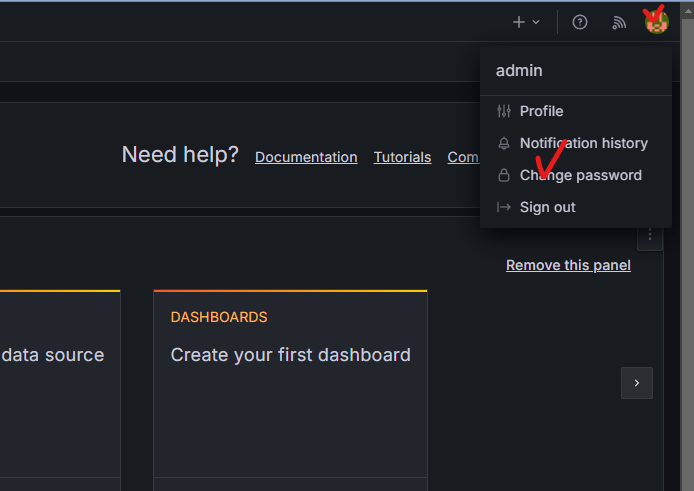 admin
Profile
Notification history
Change password
Sign out
Need help? Documentation Tutorials Com
Remove this panel
DASHBOARDS
data source
Create your first dashboard